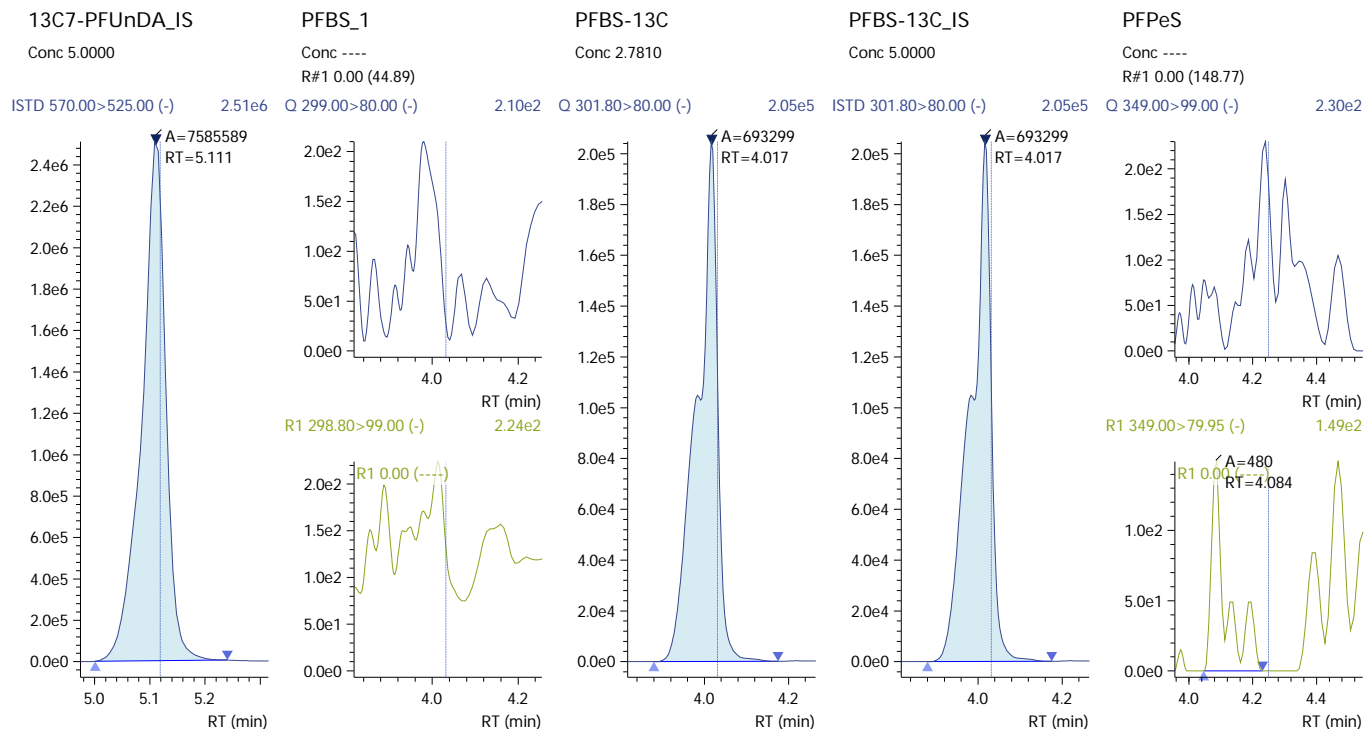 13C7-PFUnDA_IS
Conc 5.0000
ISTD 570.00>525.00 (-) 2.51e6
A=7585589
RT=5.111
2.4e6
2.2e6
2.0e6
1.8e6
1.6e6
1.4e6
1.2e6
1.0e6
8.0e5
6.0e5
4.0e5
2.0e5
0.0e0
5.0 5.1 5.2
RT (min)
PFBS_1
Conc ----
R#1 0.00 (44.89)
Q 299.00>80.00 (-) 2.10e2
2.0e2
1.5e2
1.0e2
5.0e1
0.0e0
4.0 4.2
RT (min)
R1 298.80>99.00 (-) 2.24e2
R1 0.00 (----)
2.0e2
1.5e2
1.0e2
5.0e1
0.0e0
4.0 4.2
RT (min)
PFBS-13C
Conc 2.7810
Q 301.80>80.00 (-) 2.05e5
A=693299
RT=4.017
2.0e5
1.8e5
1.6e5
1.4e5
1.2e5
1.0e5
8.0e4
6.0e4
4.0e4
2.0e4
0.0e0
4.0 4.2
RT (min)
PFBS-13C_IS
Conc 5.0000
ISTD 301.80>80.00 (-) 2.05e5
A=693299
RT=4.017
2.0e5
1.8e5
1.6e5
1.4e5
1.2e5
1.0e5
8.0e4
6.0e4
4.0e4
2.0e4
0.0e0
4.0 4.2
RT (min)
PFPeS
Conc ----
R#1 0.00 (148.77)
Q 349.00>99.00 (-) 2.30e2
2.0e2
1.5e2
1.0e2
5.0e1
0.0e0
4.0 4.2 4.4
RT (min)
R1 349.00>79.95 (-) 1.49e2
A=480
R1 0.00 (----)
RT=4.084
1.0e2
5.0e1
0.0e0
4.0 4.2 4.4
RT (min)